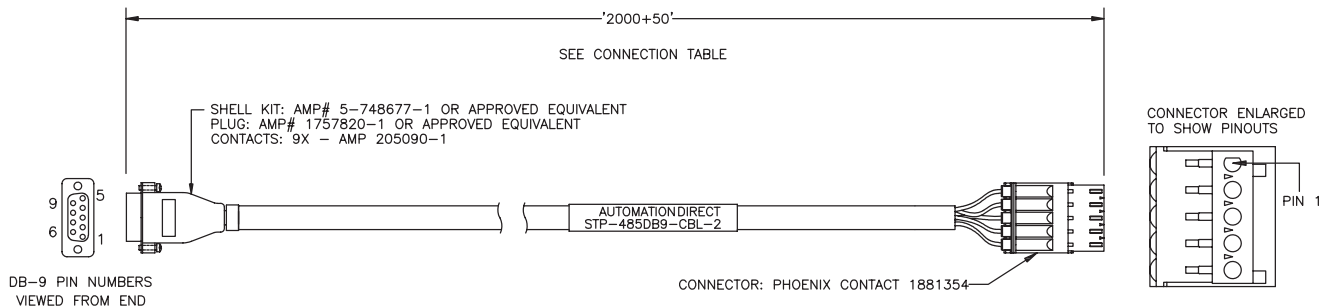 '2000+50'
SEE CONNECTION TABLE
SHELL KIT: AMP# 5-748677-1 OR APPROVED EQUIVALENT
PLUG: AMP# 1757820-1 OR APPROVED EQUIVALENT
CONTACTS: 9X - AMP 205090-1
CONNECTOR ENLARGED
TO SHOW PINOUTS
9
5
6
1
AUTOMATIONDIRECT
STP-485DB9-CBL-2
PIN 1
DB-9 PIN NUMBERS
VIEWED FROM END
CONNECTOR: PHOENIX CONTACT 1881354